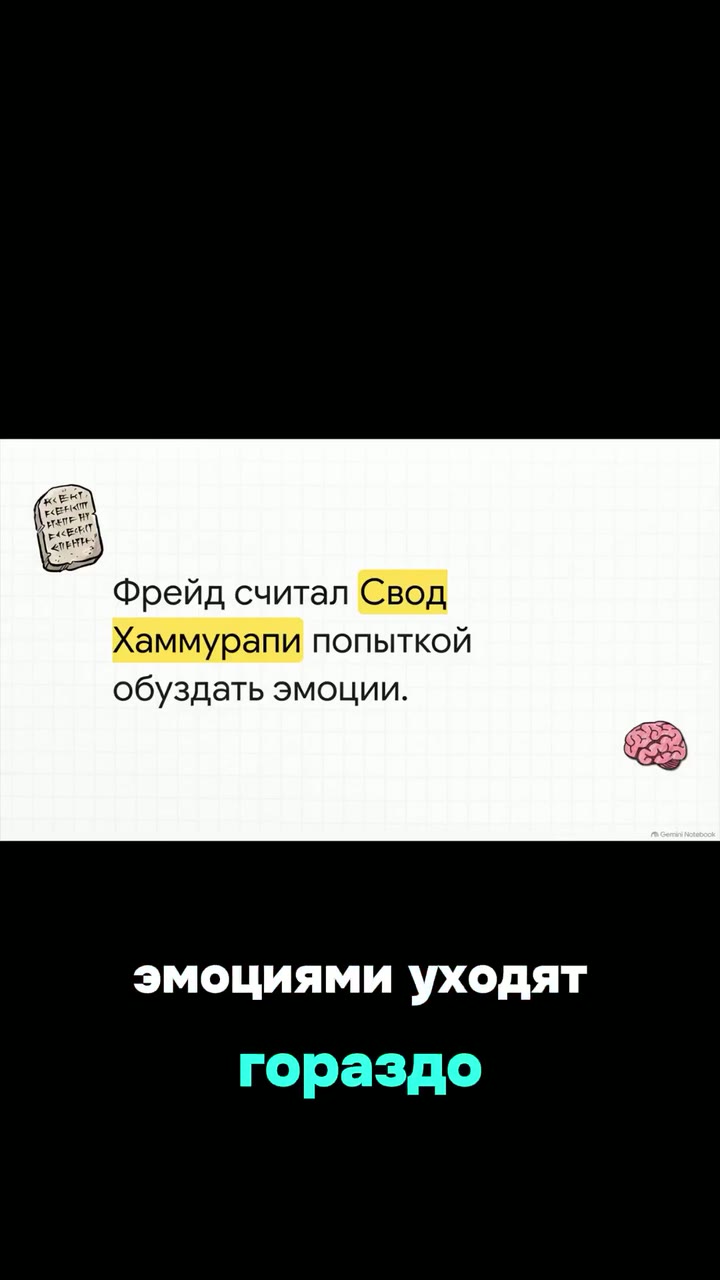 Фрейд считал Свод
Хаммурапи попыткой
обуздать эмоции.
Gemini Notebook
эмоциями уходят
гораздо